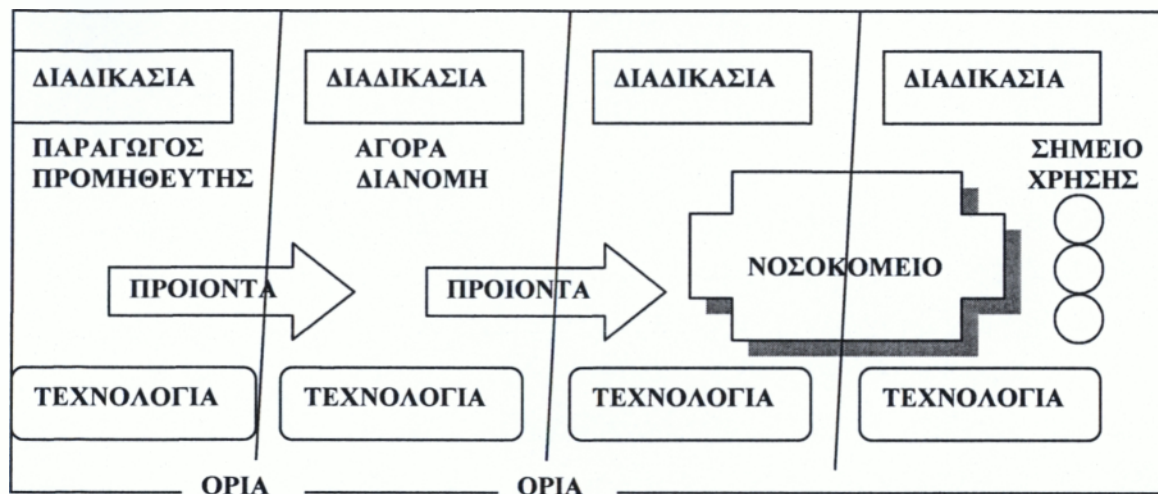 ΔΙΑΔΙΚΑΣΙΑ ΔΙΑΔΙΚΑΣΙΑ ΔΙΑΔΙΚΑΣΙΑ ΔΙΑΔΙΚΑΣΙΑ
ΠΑΡΑΓΩΓΟΣ ΑΓΟΡΑ ΣΗΜΕΙΟ
ΠΡΟΜΗΘΕΥΤΗΣ ΔΙΑΝΟΜΗ ΧΡΗΣΗΣ
ΠΡΟΙΟΝΤΑ ΠΡΟΙΟΝΤΑ ΝΟΣΟΚΟΜΕΙΟ
ΤΕΧΝΟΛΟΓΙΑ ΤΕΧΝΟΛΟΓΙΑ ΤΕΧΝΟΛΟΓΙΑ ΤΕΧΝΟΛΟΓΙΑ
ΟΡΙΑ ΟΡΙΑ